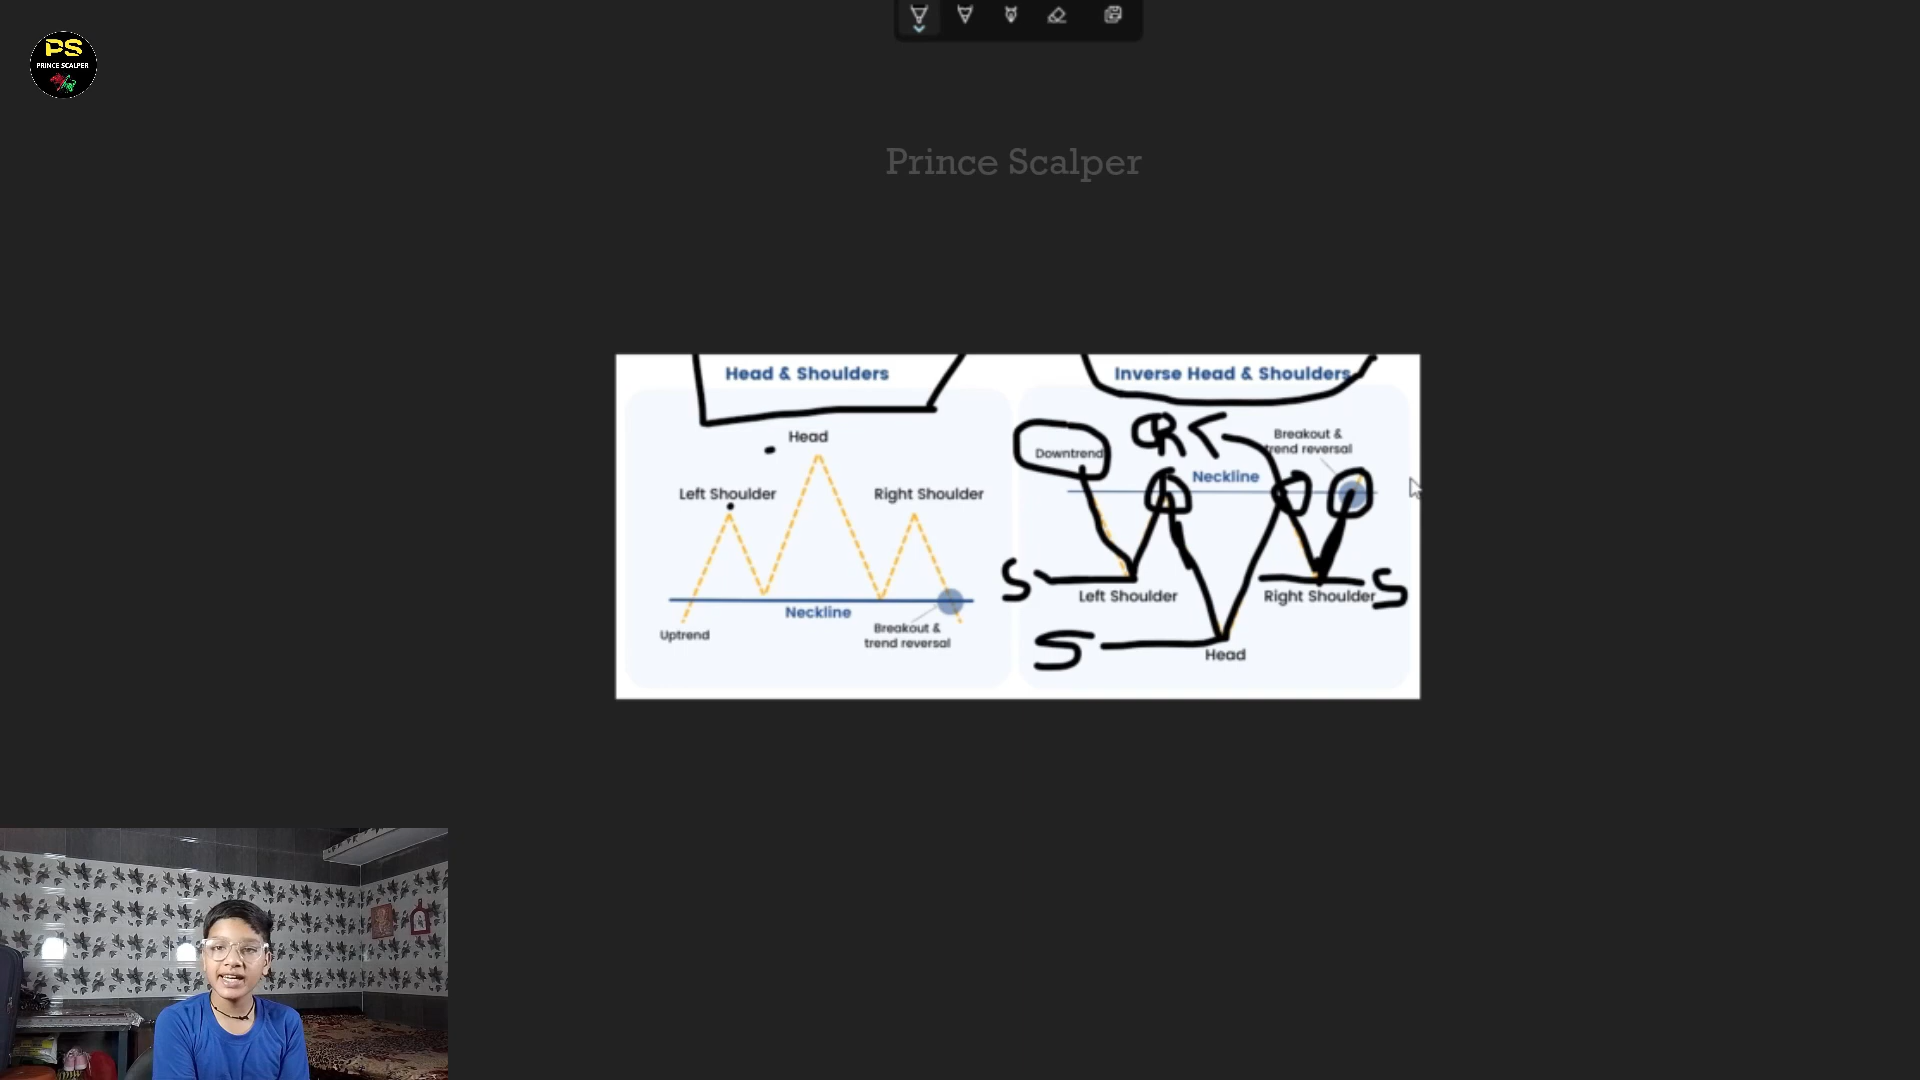 PS
PRINCE SCALPER
Prince Scalper
Head & Shoulders
Head
Left Shoulder
Right Shoulder
Neckline
Uptrend
Breakout &
trend reversal
Inverse Head & Shoulders
Downtrend
R
Breakout &
trend reversal
Neckline
S
Left Shoulder
Right Shoulder
S
S
Head